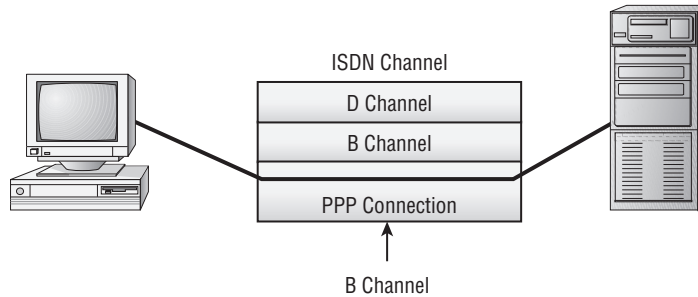 ISDN Channel
D Channel
B Channel
PPP Connection
B Channel